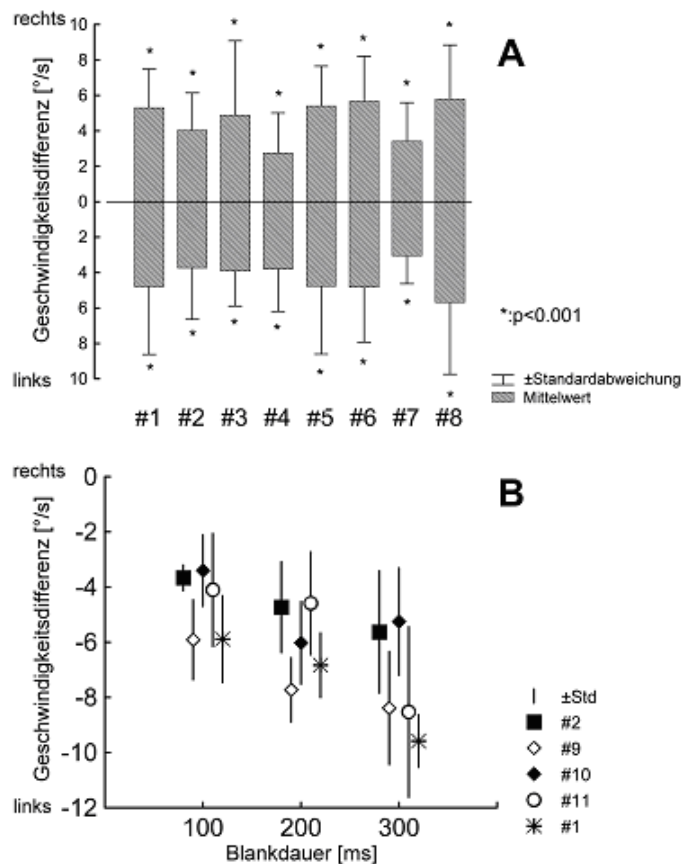 rechts
A
Geschwindigkeitsdifferenz [°/s]
10
8
6
4
2
0
2
4
6
8
10
links
* * * * * * * *
* * * * * * * *
#1 #2 #3 #4 #5 #6 #7 #8
*:p<0.001
±Standardabweichung
Mittelwert
rechts
B
Geschwindigkeitsdifferenz [°/s]
0
-2
-4
-6
-8
-10
-12
links
100 200 300
Blankdauer [ms]
±Std
#2
#9
#10
#11
#1